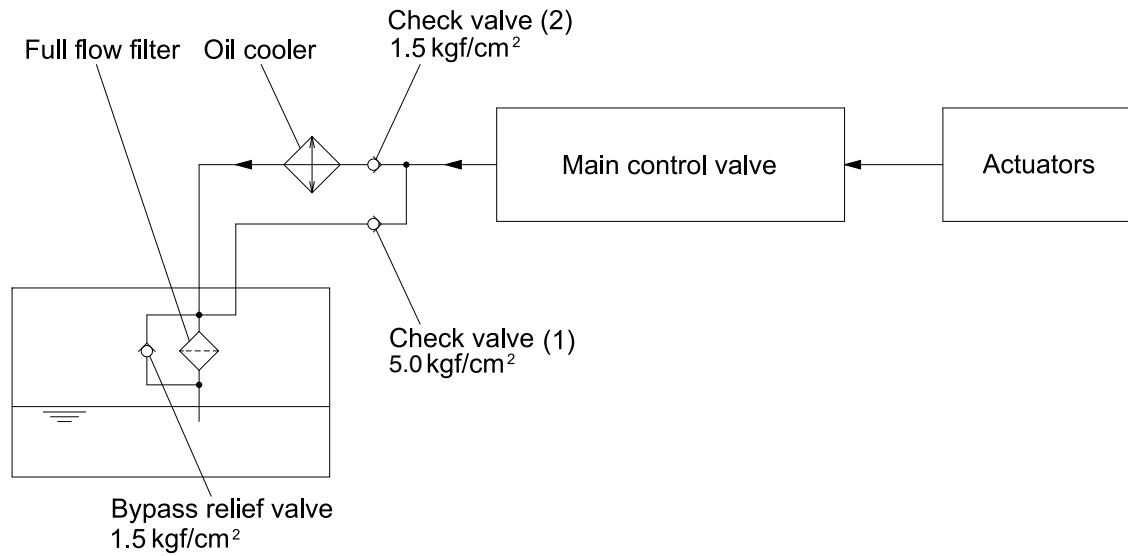 Check valve (2)
1.5 kgf/cm²
Full flow filter
Oil cooler
Main control valve
Actuators
Check valve (1)
5.0 kgf/cm²
Bypass relief valve
1.5 kgf/cm²